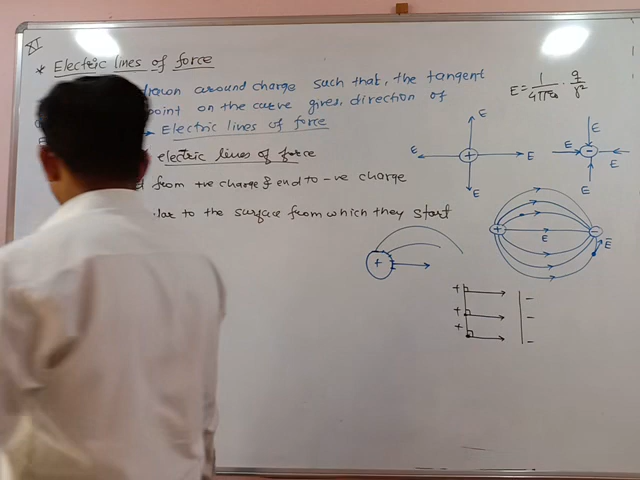 XI
* Electric lines of force
drawn around charge such that, the tangent
point on the curve gives, direction of
Electric lines of force
electric lines of force
from +ve charge & end to -ve charge
lar to the surface from which they start
E = 1/4πε₀ · q/r²
E
E + E
E
E
E - E
E
+ E -
E
+
+ -
+ -
+ -